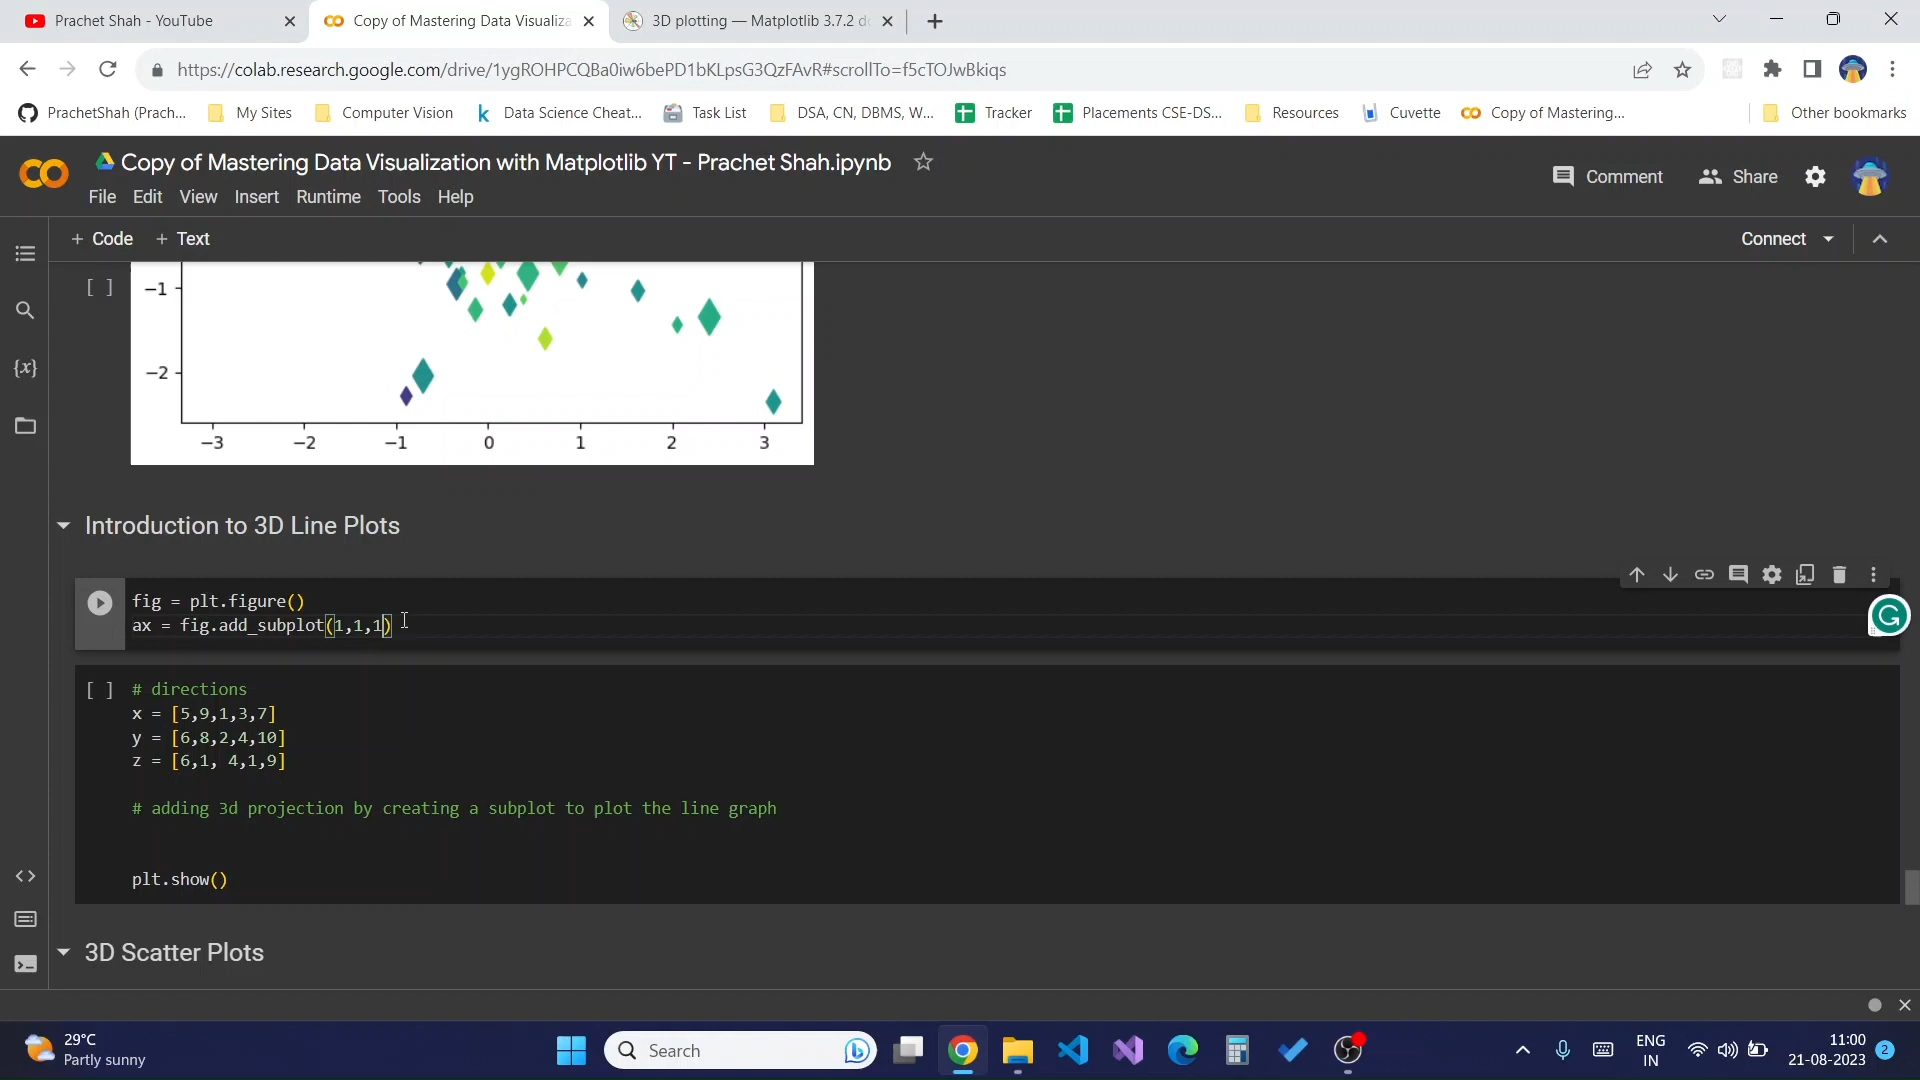 Prachet Shah - YouTube
Copy of Mastering Data Visualiza
3D plotting — Matplotlib 3.7.2 d
https://colab.research.google.com/drive/1ygROHPCQBa0iw6bePD1bKLpsG3QzFAvR#scrollTo=f5cTOJwBkiqs
PrachetShah (Prach...
My Sites
Computer Vision
Data Science Cheat...
Task List
DSA, CN, DBMS, W...
Tracker
Placements CSE-DS...
Resources
Cuvette
Copy of Mastering...
Other bookmarks
Copy of Mastering Data Visualization with Matplotlib YT - Prachet Shah.ipynb
Comment
Share
File Edit View Insert Runtime Tools Help
+ Code + Text
Connect
[ ]
−1
−2
−3 −2 −1 0 1 2 3
Introduction to 3D Line Plots
fig = plt.figure()
ax = fig.add_subplot(1,1,1)
[ ] # directions
x = [5,9,1,3,7]
y = [6,8,2,4,10]
z = [6,1, 4,1,9]
# adding 3d projection by creating a subplot to plot the line graph
plt.show()
3D Scatter Plots
29°C
Partly sunny
Search
ENG
IN
11:00
21-08-2023
2